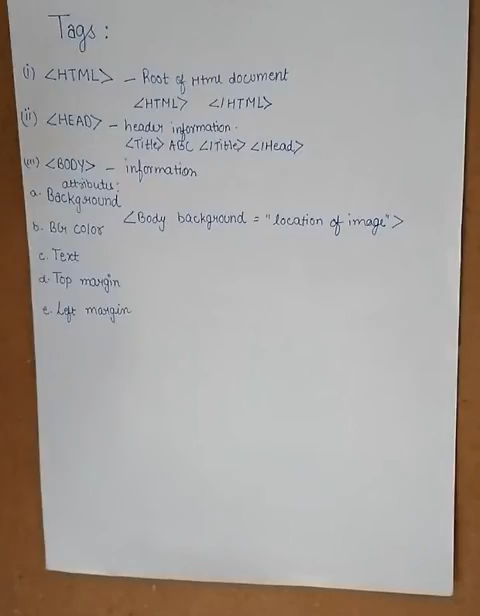 Tags :
(i) <HTML> – Root of Html document
<HTML> </HTML>
(ii) <HEAD> – header information.
<Title> ABC </Title> </Head>
(iii) <BODY> – information
attributes:
a. Background
<Body background = "location of image">
b. BGr color
c. Text
d. Top margin
e. Left margin